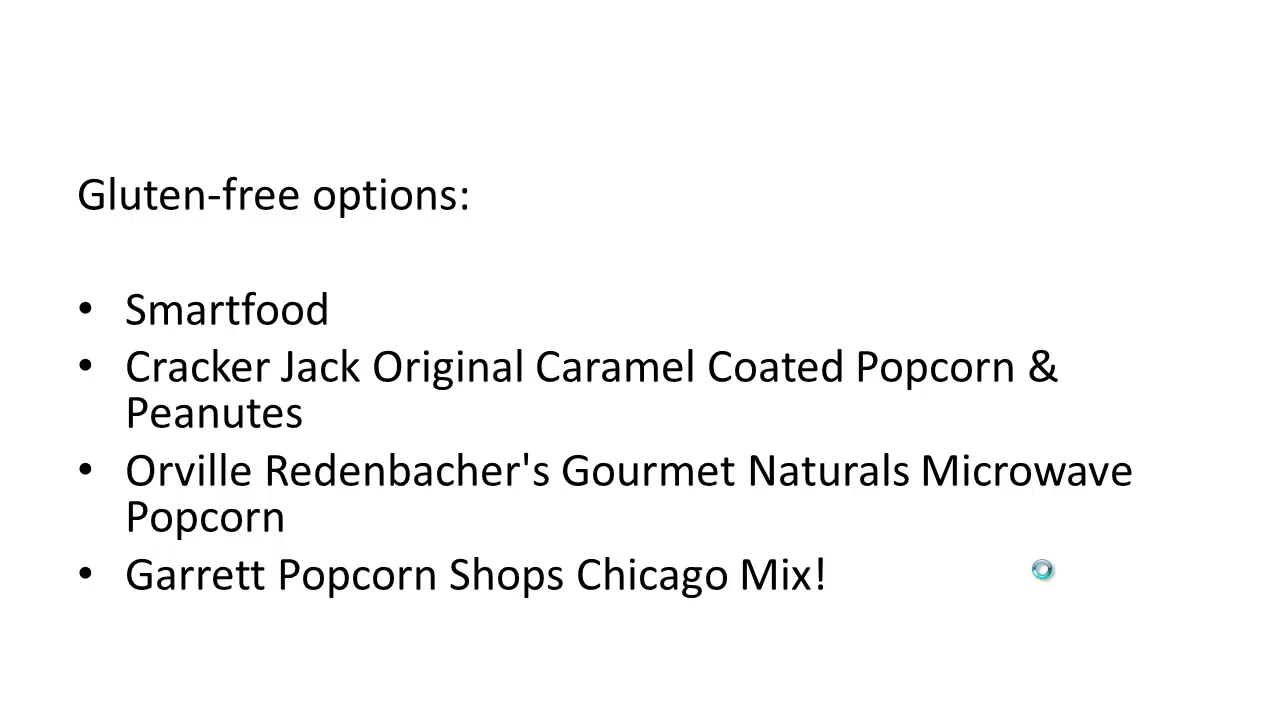 Gluten-free options:
• Smartfood
• Cracker Jack Original Caramel Coated Popcorn &
Peanutes
• Orville Redenbacher's Gourmet Naturals Microwave
Popcorn
• Garrett Popcorn Shops Chicago Mix!